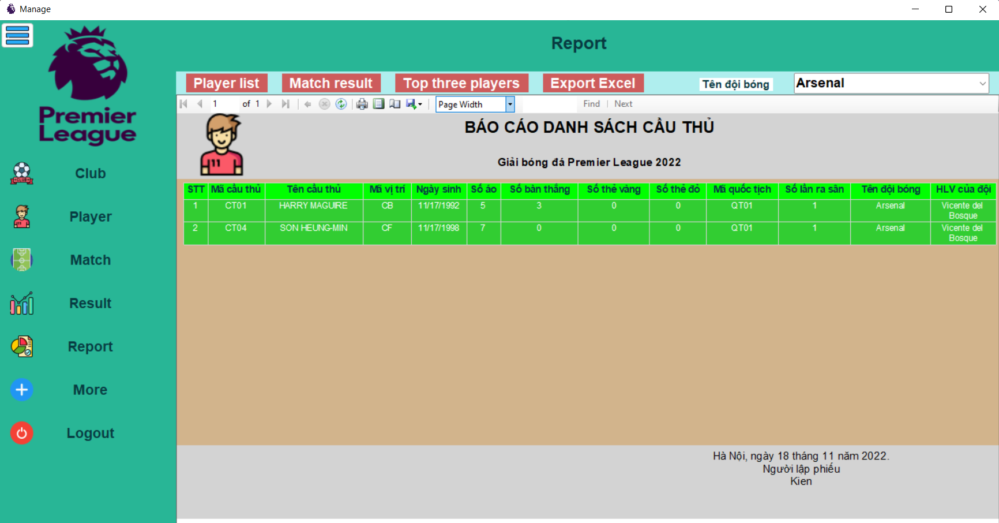 Manage
Report
Premier
League
Club
Player
Match
Result
Report
More
Logout
Player list Match result Top three players Export Excel Tên đội bóng Arsenal
1 of 1 Page Width Find Next
BÁO CÁO DANH SÁCH CẦU THỦ
Giải bóng đá Premier League 2022
STT Mã cầu thủ Tên cầu thủ Mã vị trí Ngày sinh Số áo Số bàn thắng Số thẻ vàng Số thẻ đỏ Mã quốc tịch Số lần ra sân Tên đội bóng HLV của đội
1 CT01 HARRY MAGUIRE CB 11/17/1992 5 3 0 0 QT01 1 Arsenal Vicente del
Bosque
2 CT04 SON HEUNG-MIN CF 11/17/1998 7 0 0 0 QT01 1 Arsenal Vicente del
Bosque
Hà Nội, ngày 18 tháng 11 năm 2022.
Người lập phiếu
Kien